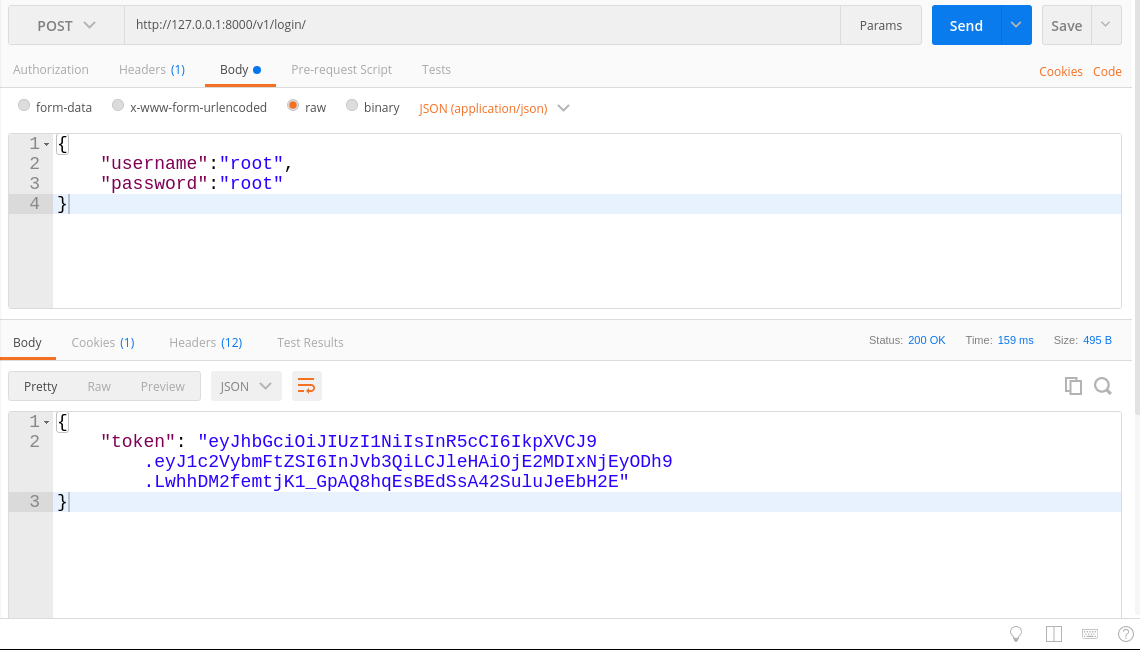 POST http://127.0.0.1:8000/v1/login/ Params Send Save
Authorization Headers (1) Body Pre-request Script Tests Cookies Code
form-data x-www-form-urlencoded raw binary JSON (application/json)
1 {
2 "username":"root",
3 "password":"root"
4 }
Body Cookies (1) Headers (12) Test Results Status: 200 OK Time: 159 ms Size: 495 B
Pretty Raw Preview JSON
1 {
2 "token": "eyJhbGciOiJIUzI1NiIsInR5cCI6IkpXVCJ9
.eyJ1c2VybmFtZSI6InJvb3QiLCJleHAiOjE2MDIxNjEyODh9
.LwhhDM2femtjK1_GpAQ8hqEsBEdSsA42SuluJeEbH2E"
3 }